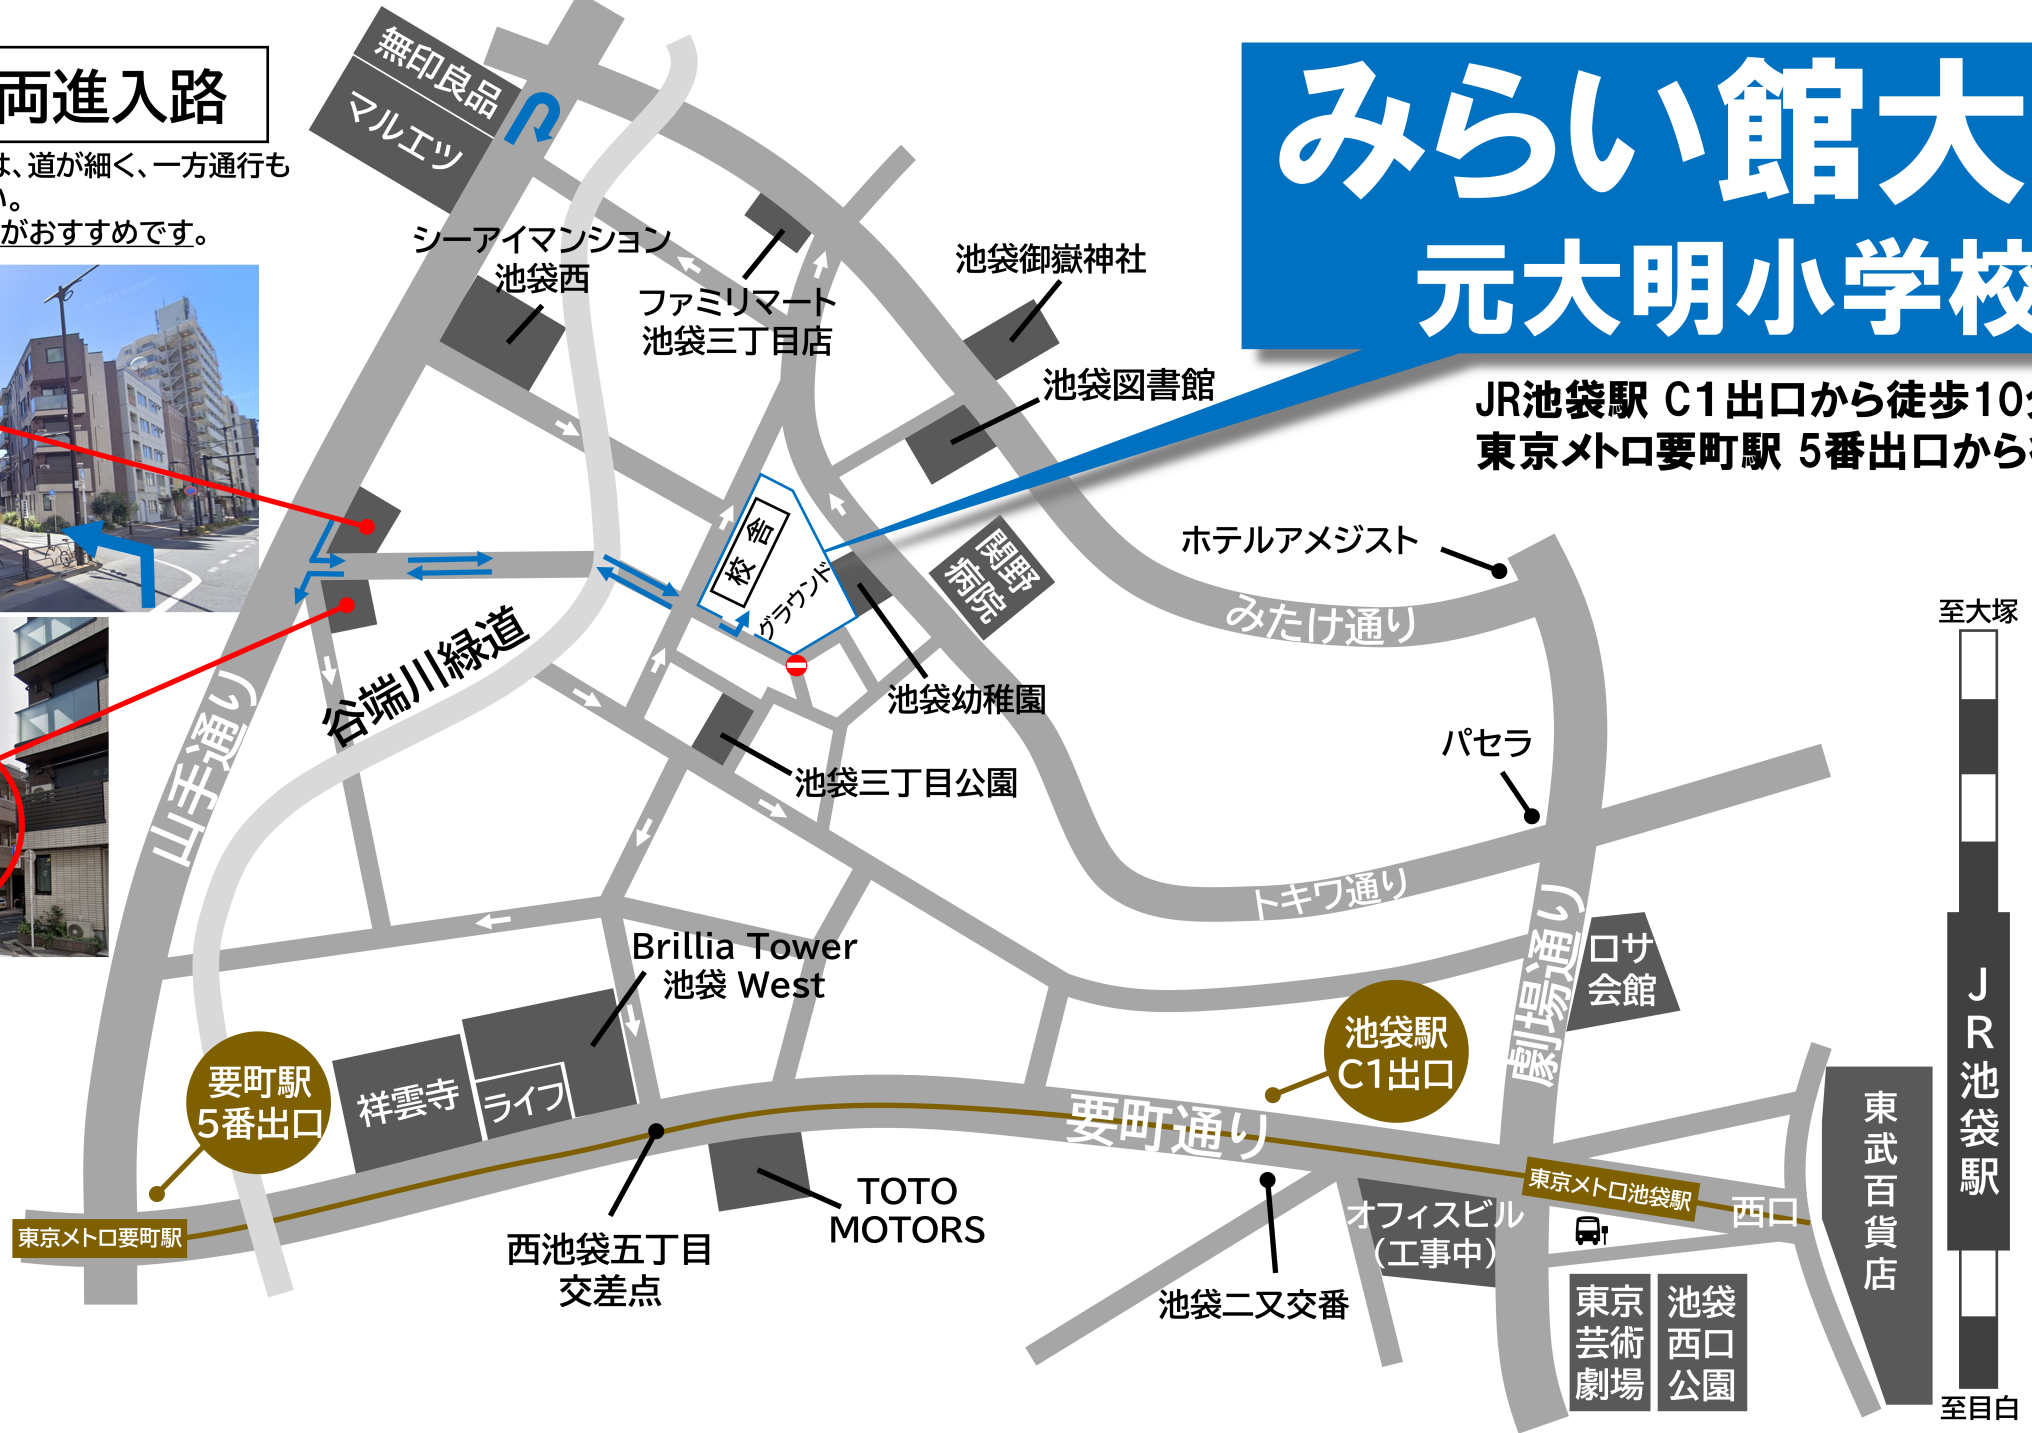 両進入路
は、道が細く、一方通行も
い。
がおすすめです。
無印良品
マルエツ
みらい館大
元大明小学校
JR池袋駅 C1出口から徒歩10分
東京メトロ要町駅 5番出口から
シーアイマンション
池袋西
ファミリマート
池袋三丁目店
池袋御嶽神社
池袋図書館
校舎
グラウンド
関野
病院
ホテルアメジスト
みたけ通り
至大塚
谷端川緑道
山手通り
池袋幼稚園
池袋三丁目公園
パセラ
トキワ通り
劇場通り
ロサ
会館
JR池袋駅
Brillia Tower
池袋 West
要町駅
5番出口
祥雲寺
ライフ
池袋駅
C1出口
要町通り
東武百貨店
東京メトロ要町駅
西池袋五丁目
交差点
TOTO
MOTORS
池袋二又交番
オフィスビル
(工事中)
東京メトロ池袋駅
西口
東京
芸術
劇場
池袋
西口
公園
至目白